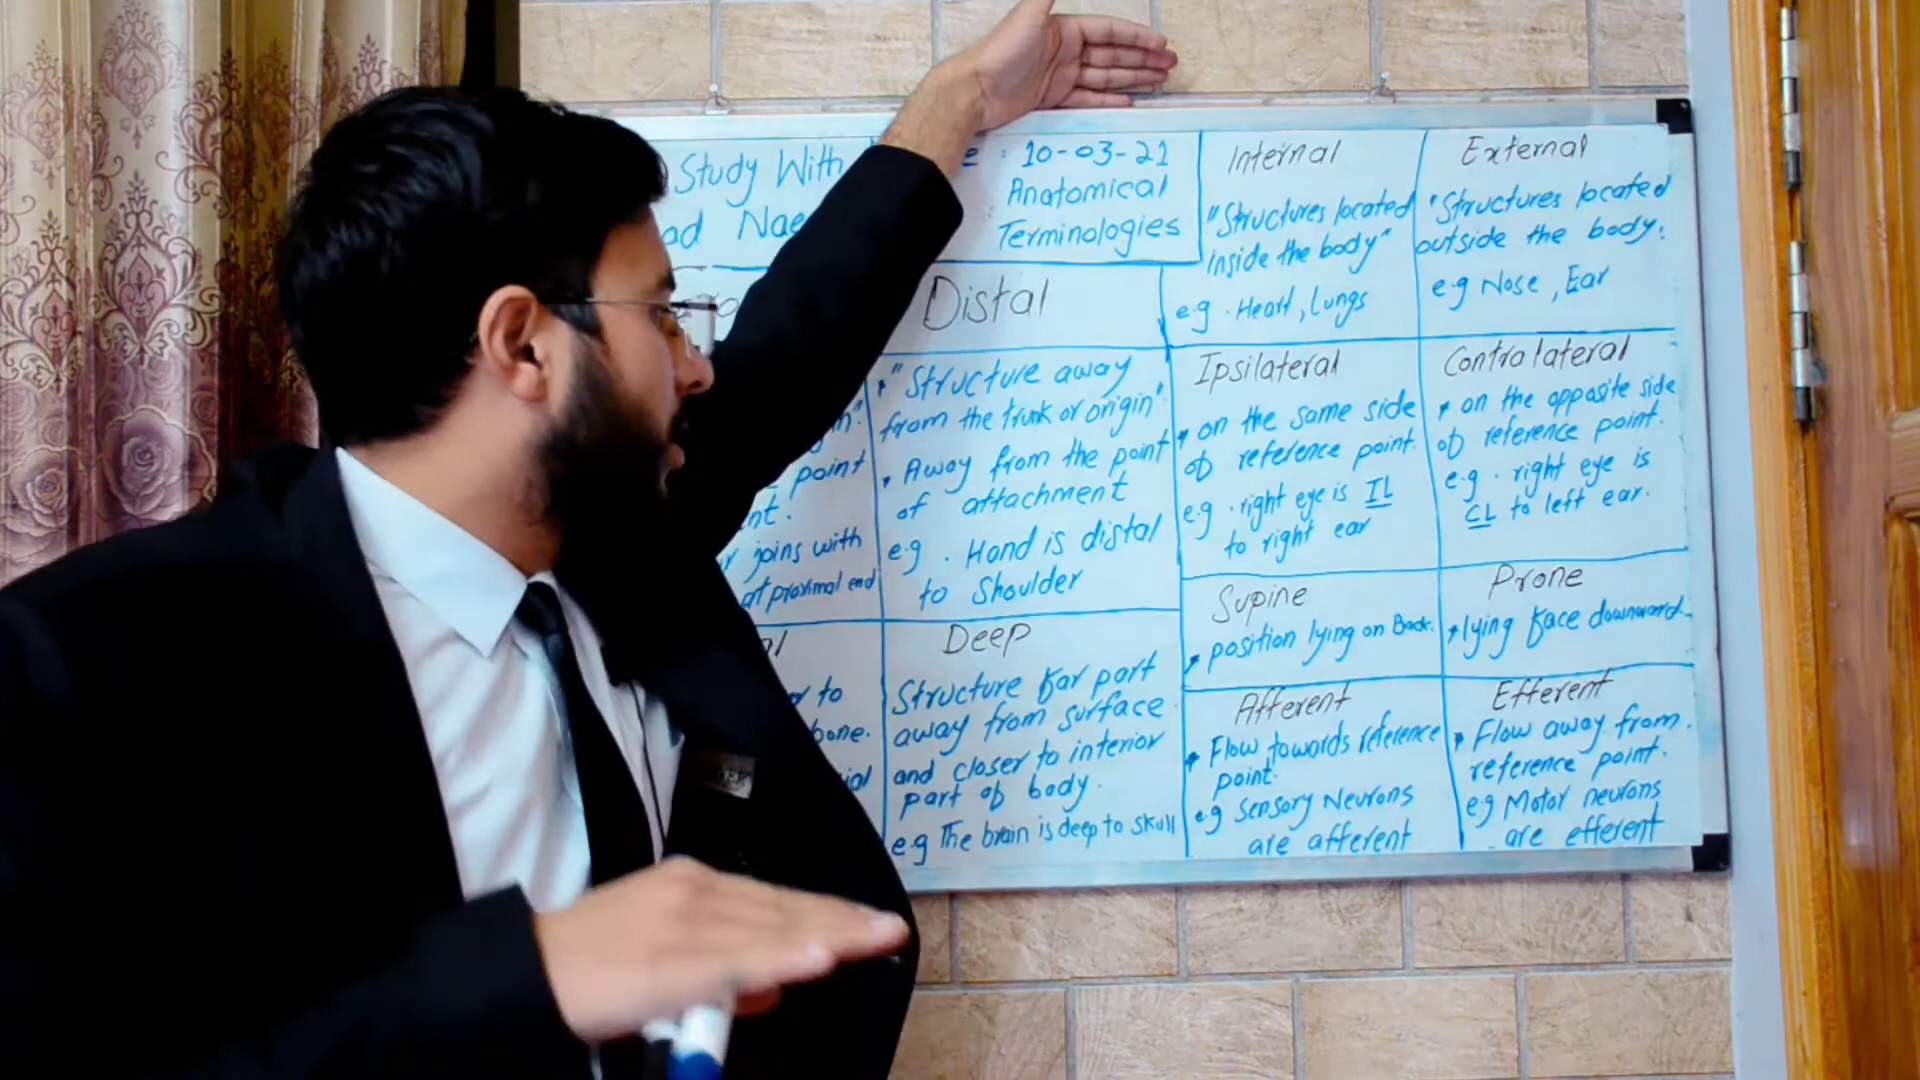 Study With
ad Nae
e : 10-03-21
: Anatomical
Terminologies
Internal
"Structures located
inside the body"
e.g . Heart, Lungs
External
"Structures located
outside the body.
e.g Nose, Ear
Distal
"Structure away
from the trunk or origin"
Away from the point
of attachment
e.g . Hand is distal
to Shoulder
point
nt.
joins with
at proximal end
Ipsilateral
on the same side
of reference point.
e.g . right eye is IL
to right ear
Contralateral
on the opposite side
of reference point.
e.g . right eye is
CL to left ear.
Supine
position lying on Back.
Prone
lying face downward.
al
to
bone.
Deep
Structure far part
away from surface
and closer to interior
part of body.
e.g The brain is deep to skull
Afferent
Flow towards reference
point.
e.g Sensory Neurons
are afferent
Efferent
Flow away from
reference point.
e.g Motor neurons
are efferent